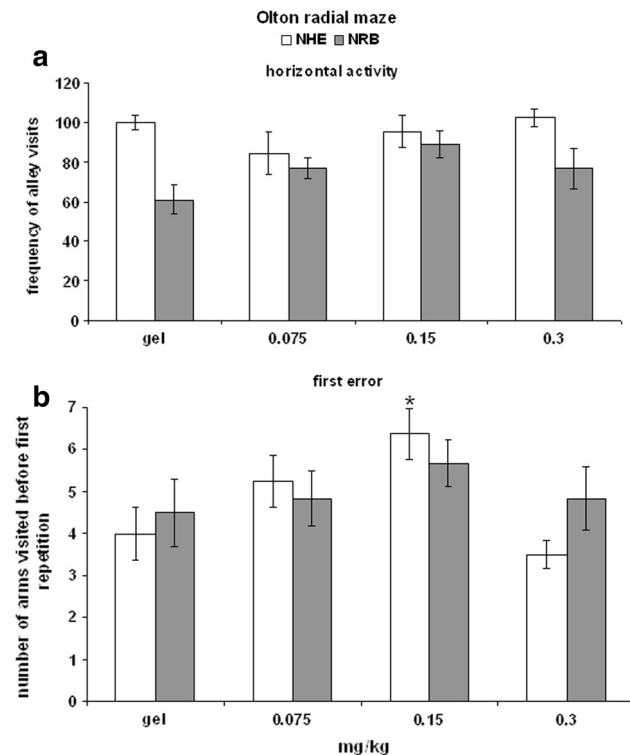 Olton radial maze
NHE NRB
a
horizontal activity
frequency of alley visits
120
100
80
60
40
20
0
gel 0.075 0.15 0.3
b
first error
number of arms visited before first
repetition
7
6
5
4
3
2
1
0
*
gel 0.075 0.15 0.3
mg/kg